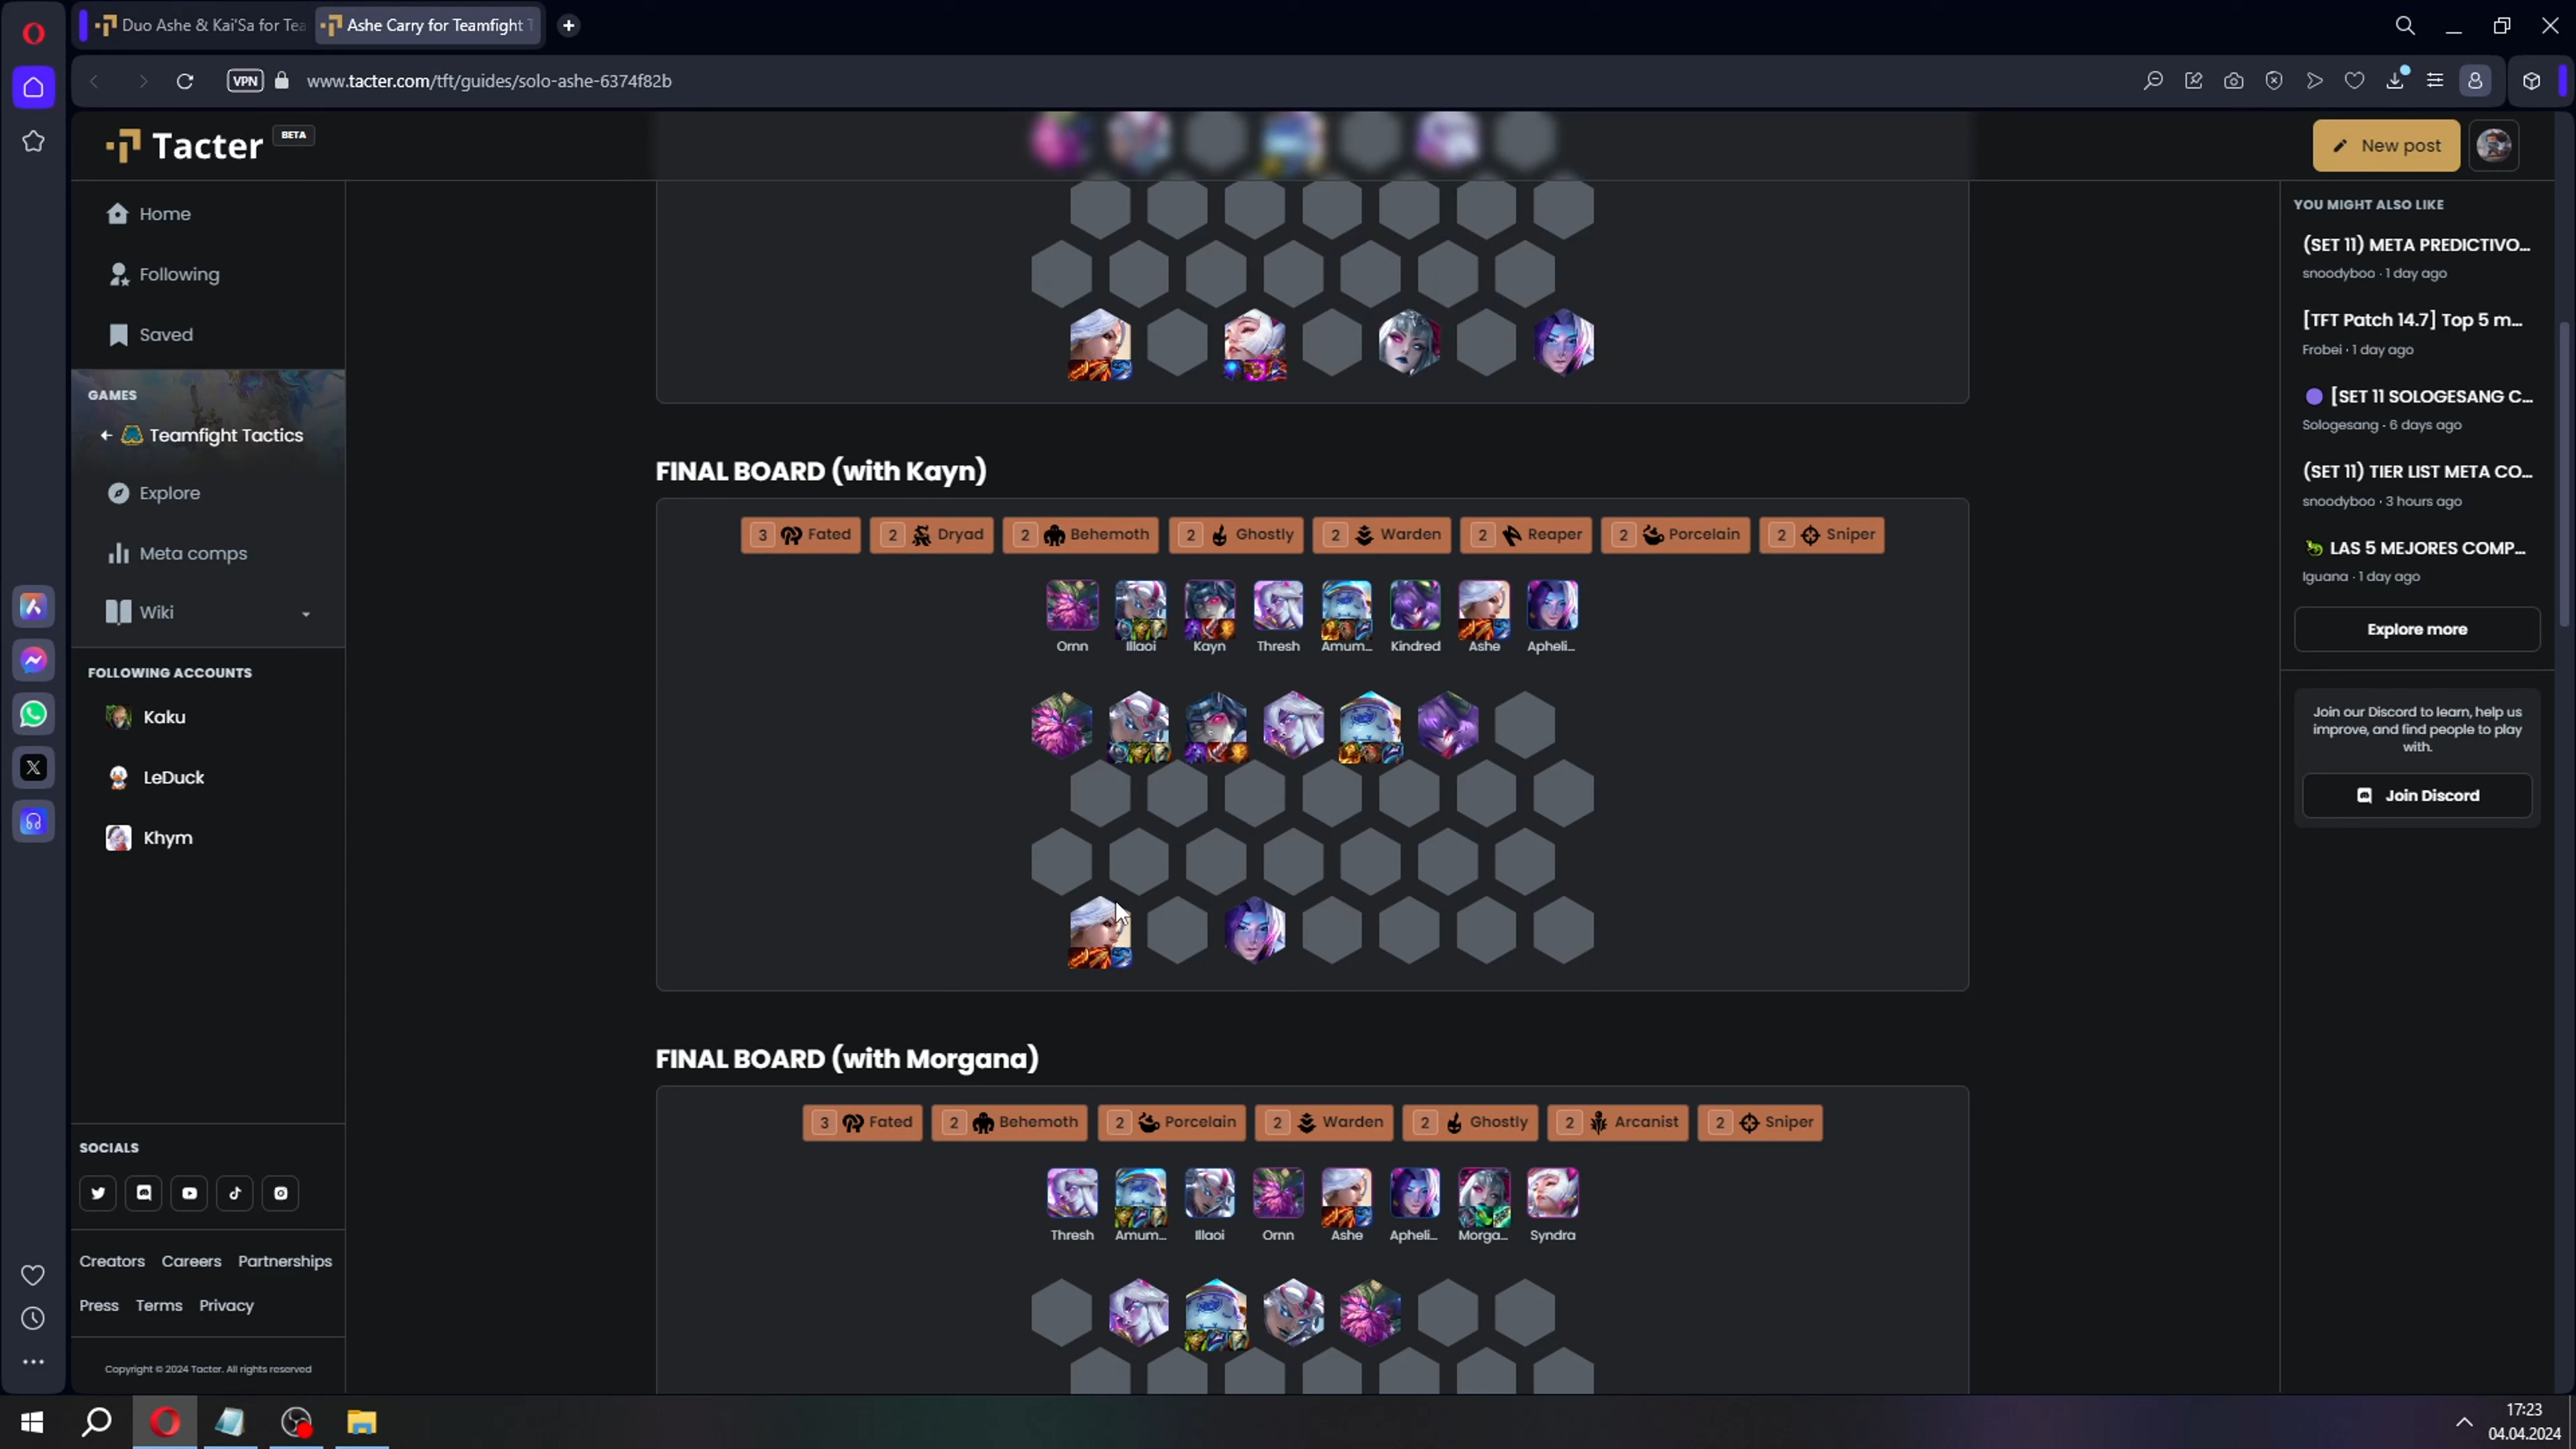 Duo Ashe & Kai'Sa for Tea
Ashe Carry for Teamfight T
VPN
www.tacter.com/tft/guides/solo-ashe-6374f82b
Tacter
BETA
New post
Home
Following
Saved
GAMES
Teamfight Tactics
Explore
Meta comps
Wiki
FOLLOWING ACCOUNTS
Kaku
LeDuck
Khym
SOCIALS
Creators Careers Partnerships
Press Terms Privacy
Copyright © 2024 Tacter. All rights reserved
FINAL BOARD (with Kayn)
3 Fated 2 Dryad 2 Behemoth 2 Ghostly 2 Warden 2 Reaper 2 Porcelain 2 Sniper
Ornn Illaoi Kayn Thresh Amum... Kindred Ashe Apheli...
FINAL BOARD (with Morgana)
3 Fated 2 Behemoth 2 Porcelain 2 Warden 2 Ghostly 2 Arcanist 2 Sniper
Thresh Amum... Illaoi Ornn Ashe Apheli... Morga... Syndra
YOU MIGHT ALSO LIKE
(SET 11) META PREDICTIVO...
snoodyboo · 1 day ago
[TFT Patch 14.7] Top 5 m...
Frobei · 1 day ago
[SET 11 SOLOGESANG C...
Sologesang · 6 days ago
(SET 11) TIER LIST META CO...
snoodyboo · 3 hours ago
LAS 5 MEJORES COMP...
Iguana · 1 day ago
Explore more
Join our Discord to learn, help us
improve, and find people to play
with.
Join Discord
17:23
04.04.2024